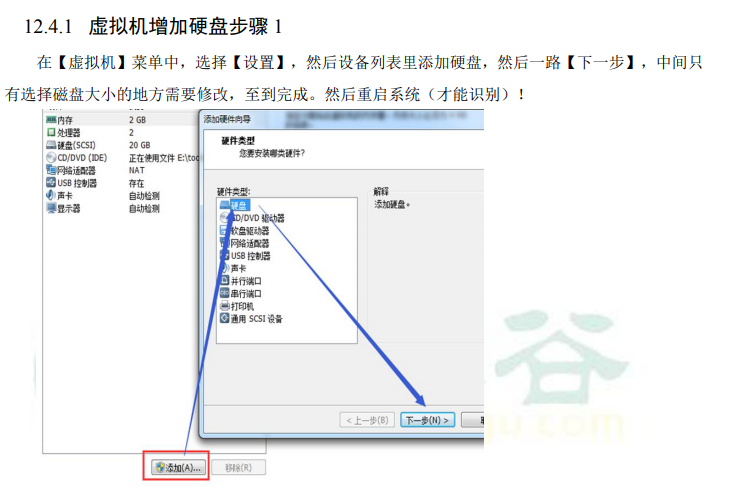 12.4.1 虚拟机增加硬盘步骤 1
在【虚拟机】菜单中，选择【设置】，然后设备列表里添加硬盘，然后一路【下一步】，中间只
有选择磁盘大小的地方需要修改，至到完成。然后重启系统（才能识别）！
内存 2 GB
处理器 2
硬盘(SCSI) 20 GB
CD/DVD (IDE) 正在使用文件 E:\too
网络适配器 NAT
USB 控制器 存在
声卡 自动检测
显示器 自动检测
添加(A)...
移除(R)
添加硬件向导
硬件类型
您要安装哪类硬件?
硬件类型:
硬盘
CD/DVD 驱动器
软盘驱动器
网络适配器
USB 控制器
声卡
并行端口
串行端口
打印机
通用 SCSI 设备
解释
添加硬盘。
< 上一步(B)
下一步(N) >
谷
gu.com